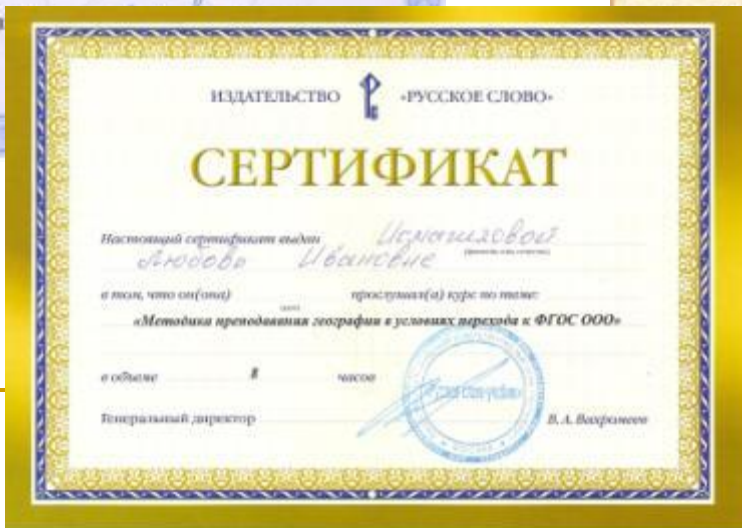 ИЗДАТЕЛЬСТВО «РУССКОЕ СЛОВО»
СЕРТИФИКАТ
Настоящий сертификат выдан Исмагиловой
Любовь Ивановне
в том, что он(она) прослушал(а) курс по теме:
«Методика преподавания географии в условиях перехода к ФГОС ООО»
в объеме 8 часов
Генеральный директор В. А. Вахромеев